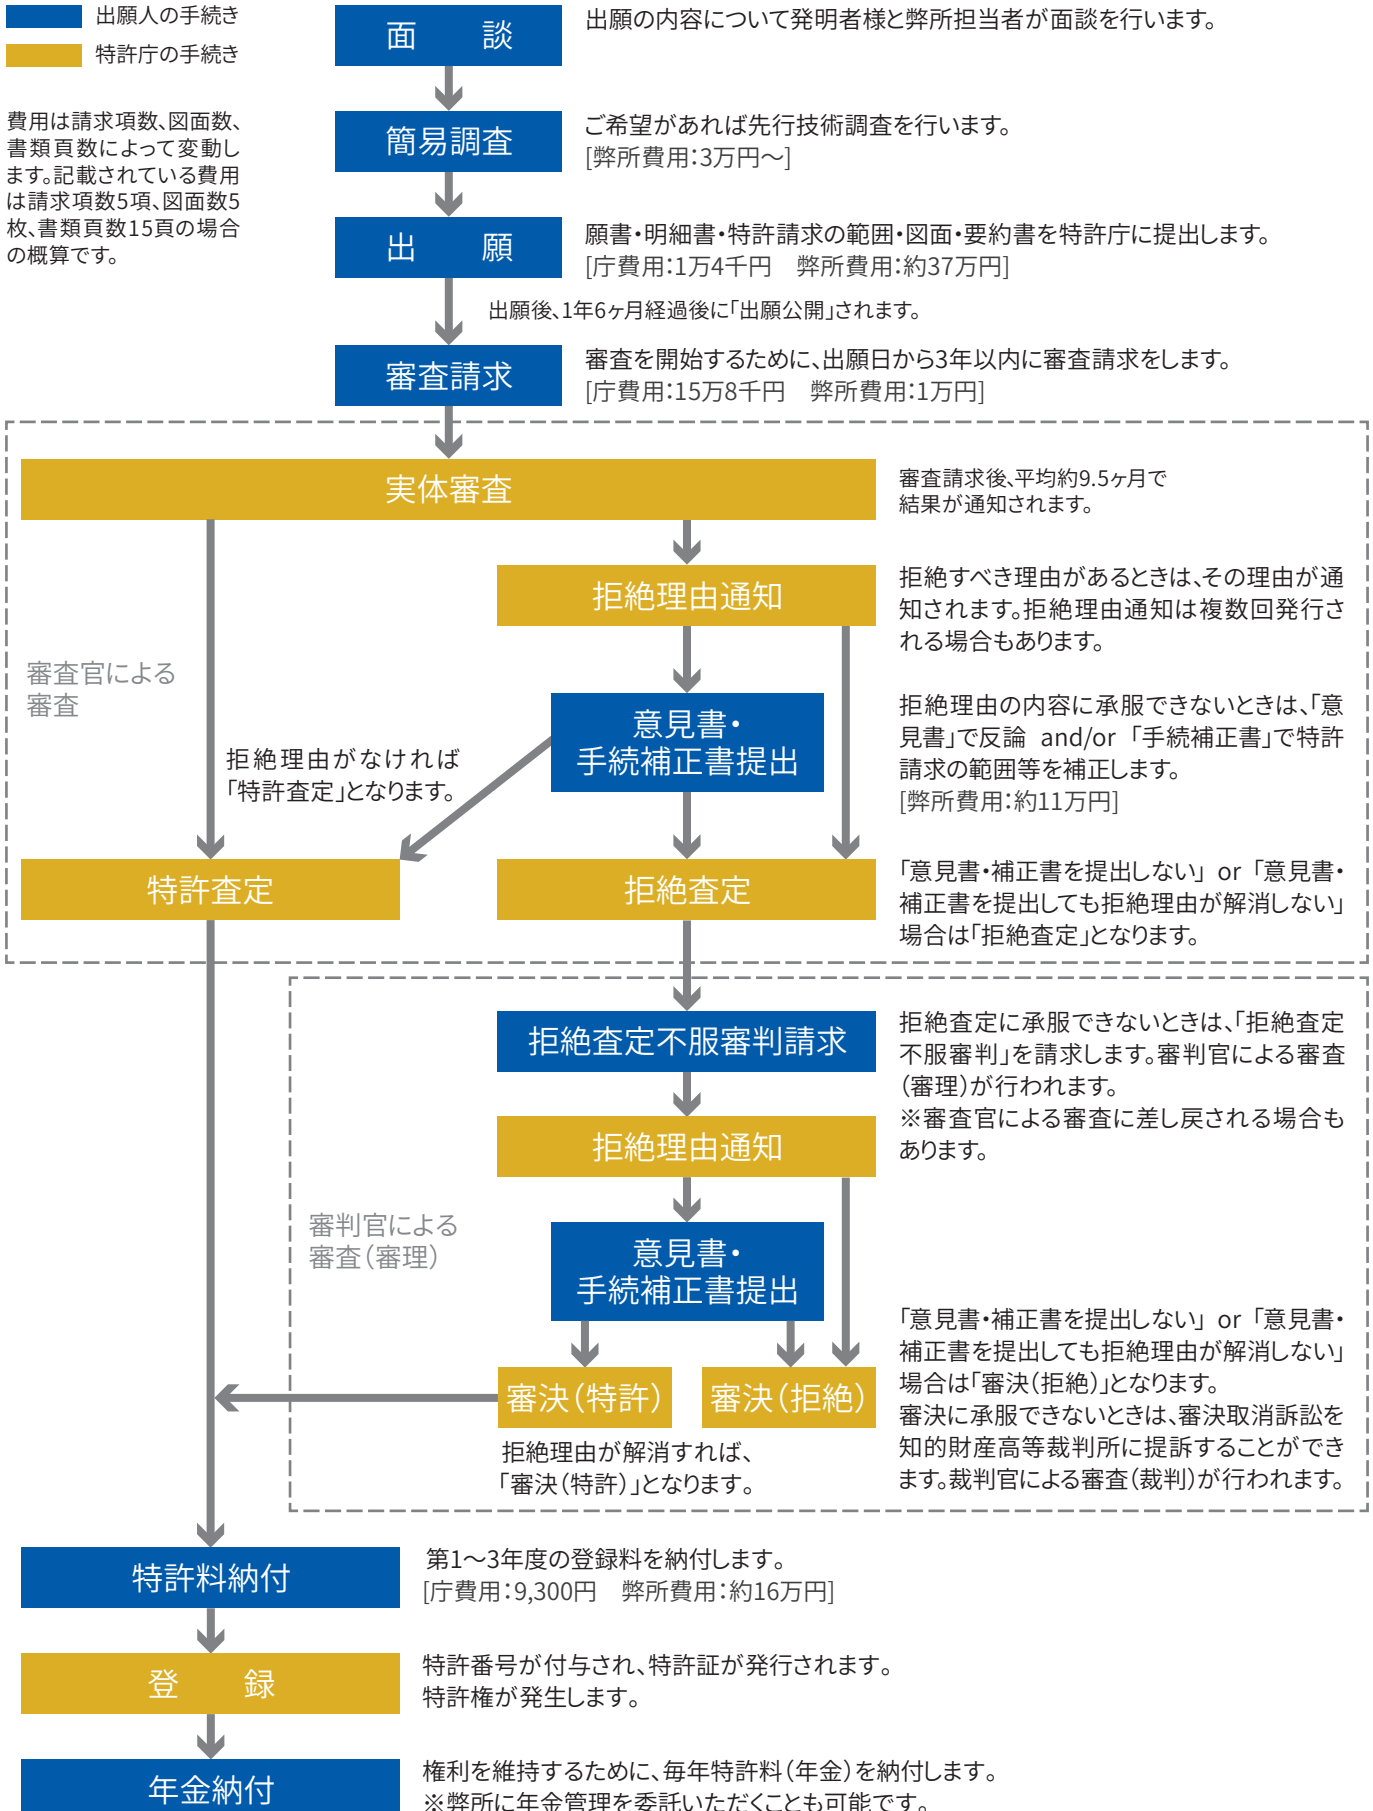 出願人の手続き
特許庁の手続き
費用は請求項数、図面数、
書類頁数によって変動し
ます。記載されている費用
は請求項数5項、図面数5
枚、書類頁数15頁の場合
の概算です。
面 談
出願の内容について発明者様と弊所担当者が面談を行います。
簡易調査
ご希望があれば先行技術調査を行います。
[弊所費用：3万円～]
出 願
願書・明細書・特許請求の範囲・図面・要約書を特許庁に提出します。
[庁費用：1万4千円　弊所費用：約37万円]
出願後、1年6ヶ月経過後に「出願公開」されます。
審査請求
審査を開始するために、出願日から3年以内に審査請求をします。
[庁費用：15万8千円　弊所費用：1万円]
実体審査
審査請求後、平均約9.5ヶ月で
結果が通知されます。
拒絶理由通知
拒絶すべき理由があるときは、その理由が通
知されます。拒絶理由通知は複数回発行さ
れる場合もあります。
審査官による
審査
意見書・
手続補正書提出
拒絶理由の内容に承服できないときは、「意
見書」で反論 and/or 「手続補正書」で特許
請求の範囲等を補正します。
[弊所費用：約11万円]
拒絶理由がなければ
「特許査定」となります。
特許査定
拒絶査定
「意見書・補正書を提出しない」 or 「意見書・
補正書を提出しても拒絶理由が解消しない」
場合は「拒絶査定」となります。
拒絶査定不服審判請求
拒絶査定に承服できないときは、「拒絶査定
不服審判」を請求します。審判官による審査
（審理）が行われます。
※審査官による審査に差し戻される場合も
あります。
拒絶理由通知
審判官による
審査（審理）
意見書・
手続補正書提出
審決（特許）
審決（拒絶）
「意見書・補正書を提出しない」 or 「意見書・
補正書を提出しても拒絶理由が解消しない」
場合は「審決（拒絶）」となります。
審決に承服できないときは、審決取消訴訟を
知的財産高等裁判所に提訴することができ
ます。裁判官による審査（裁判）が行われます。
拒絶理由が解消すれば、
「審決（特許）」となります。
特許料納付
第1～3年度の登録料を納付します。
[庁費用：9,300円　弊所費用：約16万円]
登 録
特許番号が付与され、特許証が発行されます。
特許権が発生します。
年金納付
権利を維持するために、毎年特許料（年金）を納付します。
※弊所に年金管理を委託いただくことも可能です。